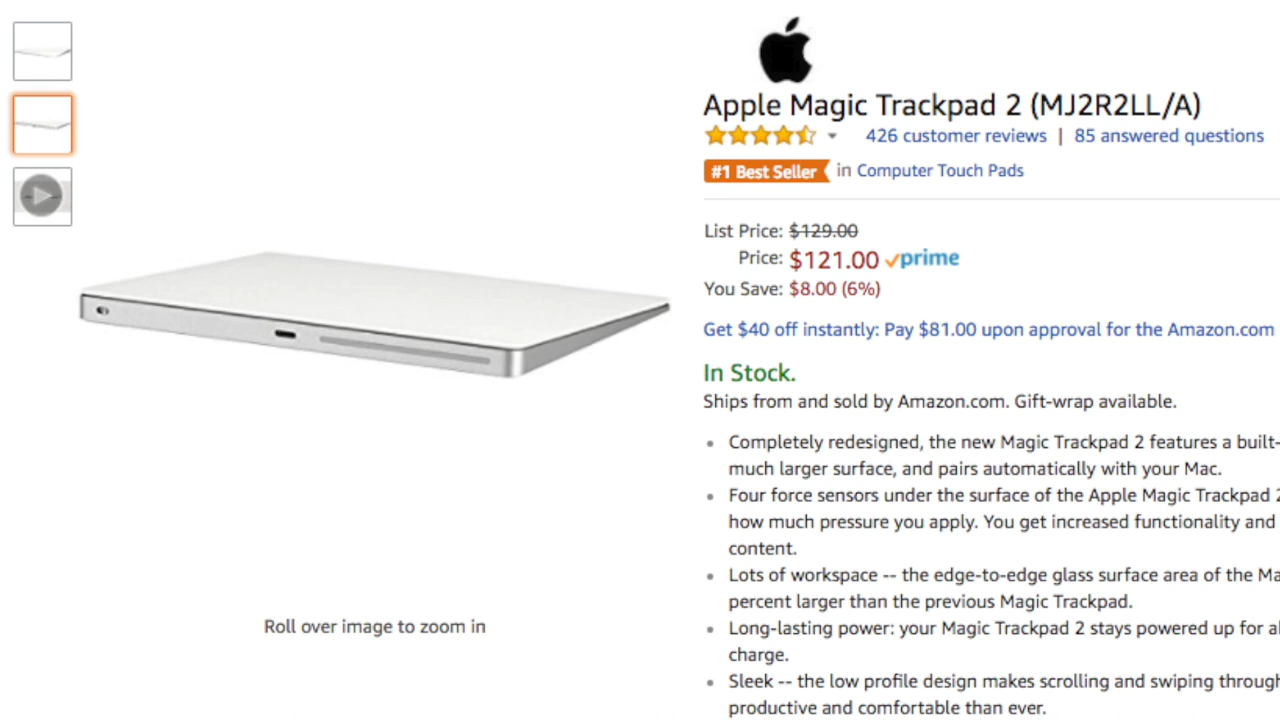 Apple Magic Trackpad 2 (MJ2R2LL/A)
426 customer reviews | 85 answered questions
#1 Best Seller in Computer Touch Pads
List Price: $129.00
Price: $121.00 prime
You Save: $8.00 (6%)
Get $40 off instantly: Pay $81.00 upon approval for the Amazon.com
In Stock.
Ships from and sold by Amazon.com. Gift-wrap available.
Completely redesigned, the new Magic Trackpad 2 features a built-
much larger surface, and pairs automatically with your Mac.
Four force sensors under the surface of the Apple Magic Trackpad 2
how much pressure you apply. You get increased functionality and
content.
Lots of workspace -- the edge-to-edge glass surface area of the Ma
percent larger than the previous Magic Trackpad.
Long-lasting power: your Magic Trackpad 2 stays powered up for
charge.
Sleek -- the low profile design makes scrolling and swiping through
productive and comfortable than ever.
Roll over image to zoom in